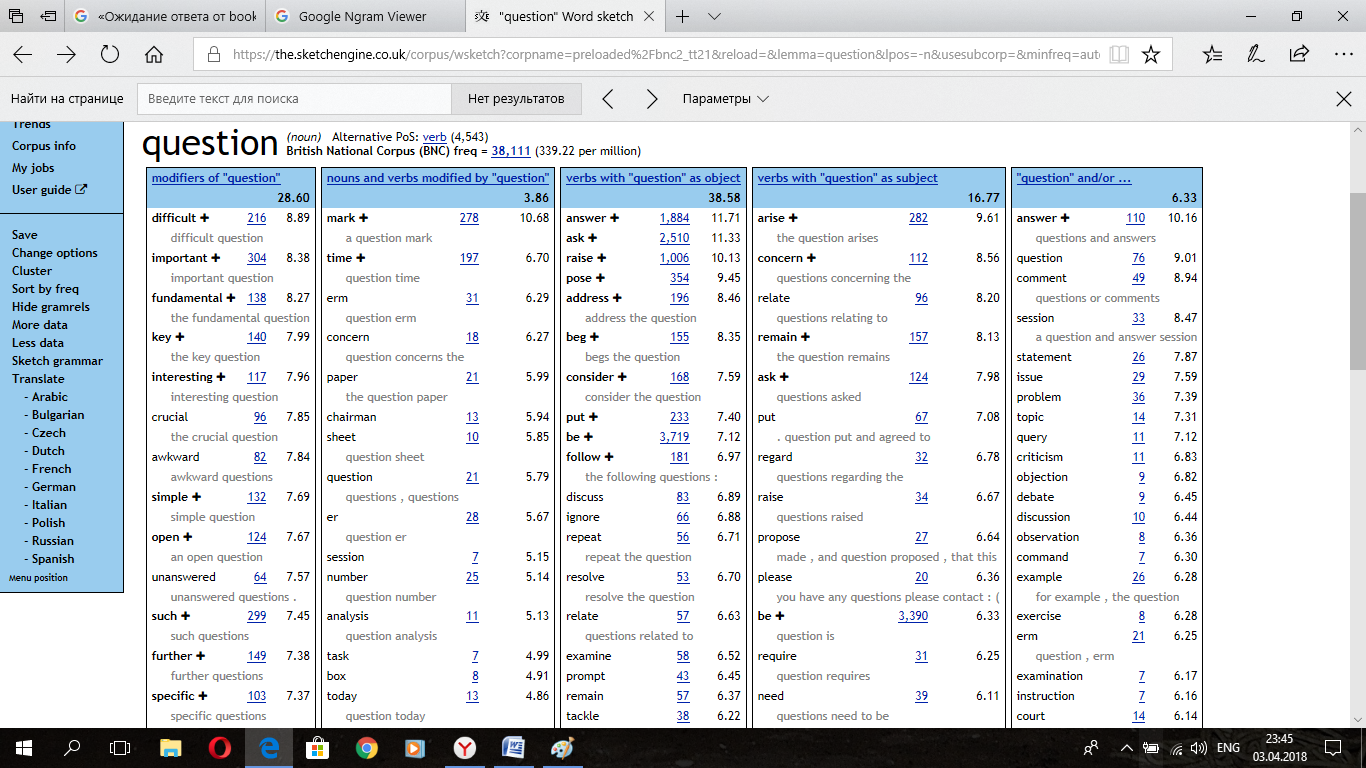 «Ожидание ответа от book
Google Ngram Viewer
"question" Word sketch
https://the.sketchengine.co.uk/corpus/wsketch?corpname=preloaded%2Fbnc2_tt21&reload=&lemma=question&lpos=-n&usesubcorp=&minfreq=auto
Найти на странице
Введите текст для поиска
Нет результатов
Параметры
Trends
Corpus info
My jobs
User guide
Save
Change options
Cluster
Sort by freq
Hide gramrels
More data
Less data
Sketch grammar
Translate
- Arabic
- Bulgarian
- Czech
- Dutch
- French
- German
- Italian
- Polish
- Russian
- Spanish
Menu position
question (noun) Alternative PoS: verb (4,543)
British National Corpus (BNC) freq = 38,111 (339.22 per million)
modifiers of "question"
28.60
difficult + 216 8.89
difficult question
important + 304 8.38
important question
fundamental + 138 8.27
the fundamental question
key + 140 7.99
the key question
interesting + 117 7.96
interesting question
crucial 96 7.85
the crucial question
awkward 82 7.84
awkward questions
simple + 132 7.69
simple question
open + 124 7.67
an open question
unanswered 64 7.57
unanswered questions .
such + 299 7.45
such questions
further + 149 7.38
further questions
specific + 103 7.37
specific questions
nouns and verbs modified by "question"
3.86
mark + 278 10.68
a question mark
time + 197 6.70
question time
erm 31 6.29
question erm
concern 18 6.27
question concerns the
paper 21 5.99
the question paper
chairman 13 5.94
sheet 10 5.85
question sheet
question 21 5.79
questions , questions
er 28 5.67
question er
session 7 5.15
number 25 5.14
question number
analysis 11 5.13
question analysis
task 7 4.99
box 8 4.91
today 13 4.86
question today
verbs with "question" as object
38.58
answer + 1,884 11.71
ask + 2,510 11.33
raise + 1,006 10.13
pose + 354 9.45
address + 196 8.46
address the question
beg + 155 8.35
begs the question
consider + 168 7.59
consider the question
put + 233 7.40
be + 3,719 7.12
follow + 181 6.97
the following questions :
discuss 83 6.89
ignore 66 6.88
repeat 56 6.71
repeat the question
resolve 53 6.70
resolve the question
relate 57 6.63
questions related to
examine 58 6.52
prompt 43 6.45
remain 57 6.37
tackle 38 6.22
verbs with "question" as subject
16.77
arise + 282 9.61
the question arises
concern + 112 8.56
questions concerning the
relate 96 8.20
questions relating to
remain + 157 8.13
the question remains
ask + 124 7.98
questions asked
put 67 7.08
. question put and agreed to
regard 32 6.78
questions regarding the
raise 34 6.67
questions raised
propose 27 6.64
made , and question proposed , that this
please 20 6.36
you have any questions please contact : (
be + 3,390 6.33
question is
require 31 6.25
question requires
need 39 6.11
questions need to be
"question" and/or ...
6.33
answer + 110 10.16
questions and answers
question 76 9.01
comment 49 8.94
questions or comments
session 33 8.47
a question and answer session
statement 26 7.87
issue 29 7.59
problem 36 7.39
topic 14 7.31
query 11 7.12
criticism 11 6.83
objection 9 6.82
debate 9 6.45
discussion 10 6.44
observation 8 6.36
command 7 6.30
example 26 6.28
for example , the question
exercise 8 6.28
erm 21 6.25
question , erm
examination 7 6.17
instruction 7 6.16
court 14 6.14
ENG
23:45
03.04.2018